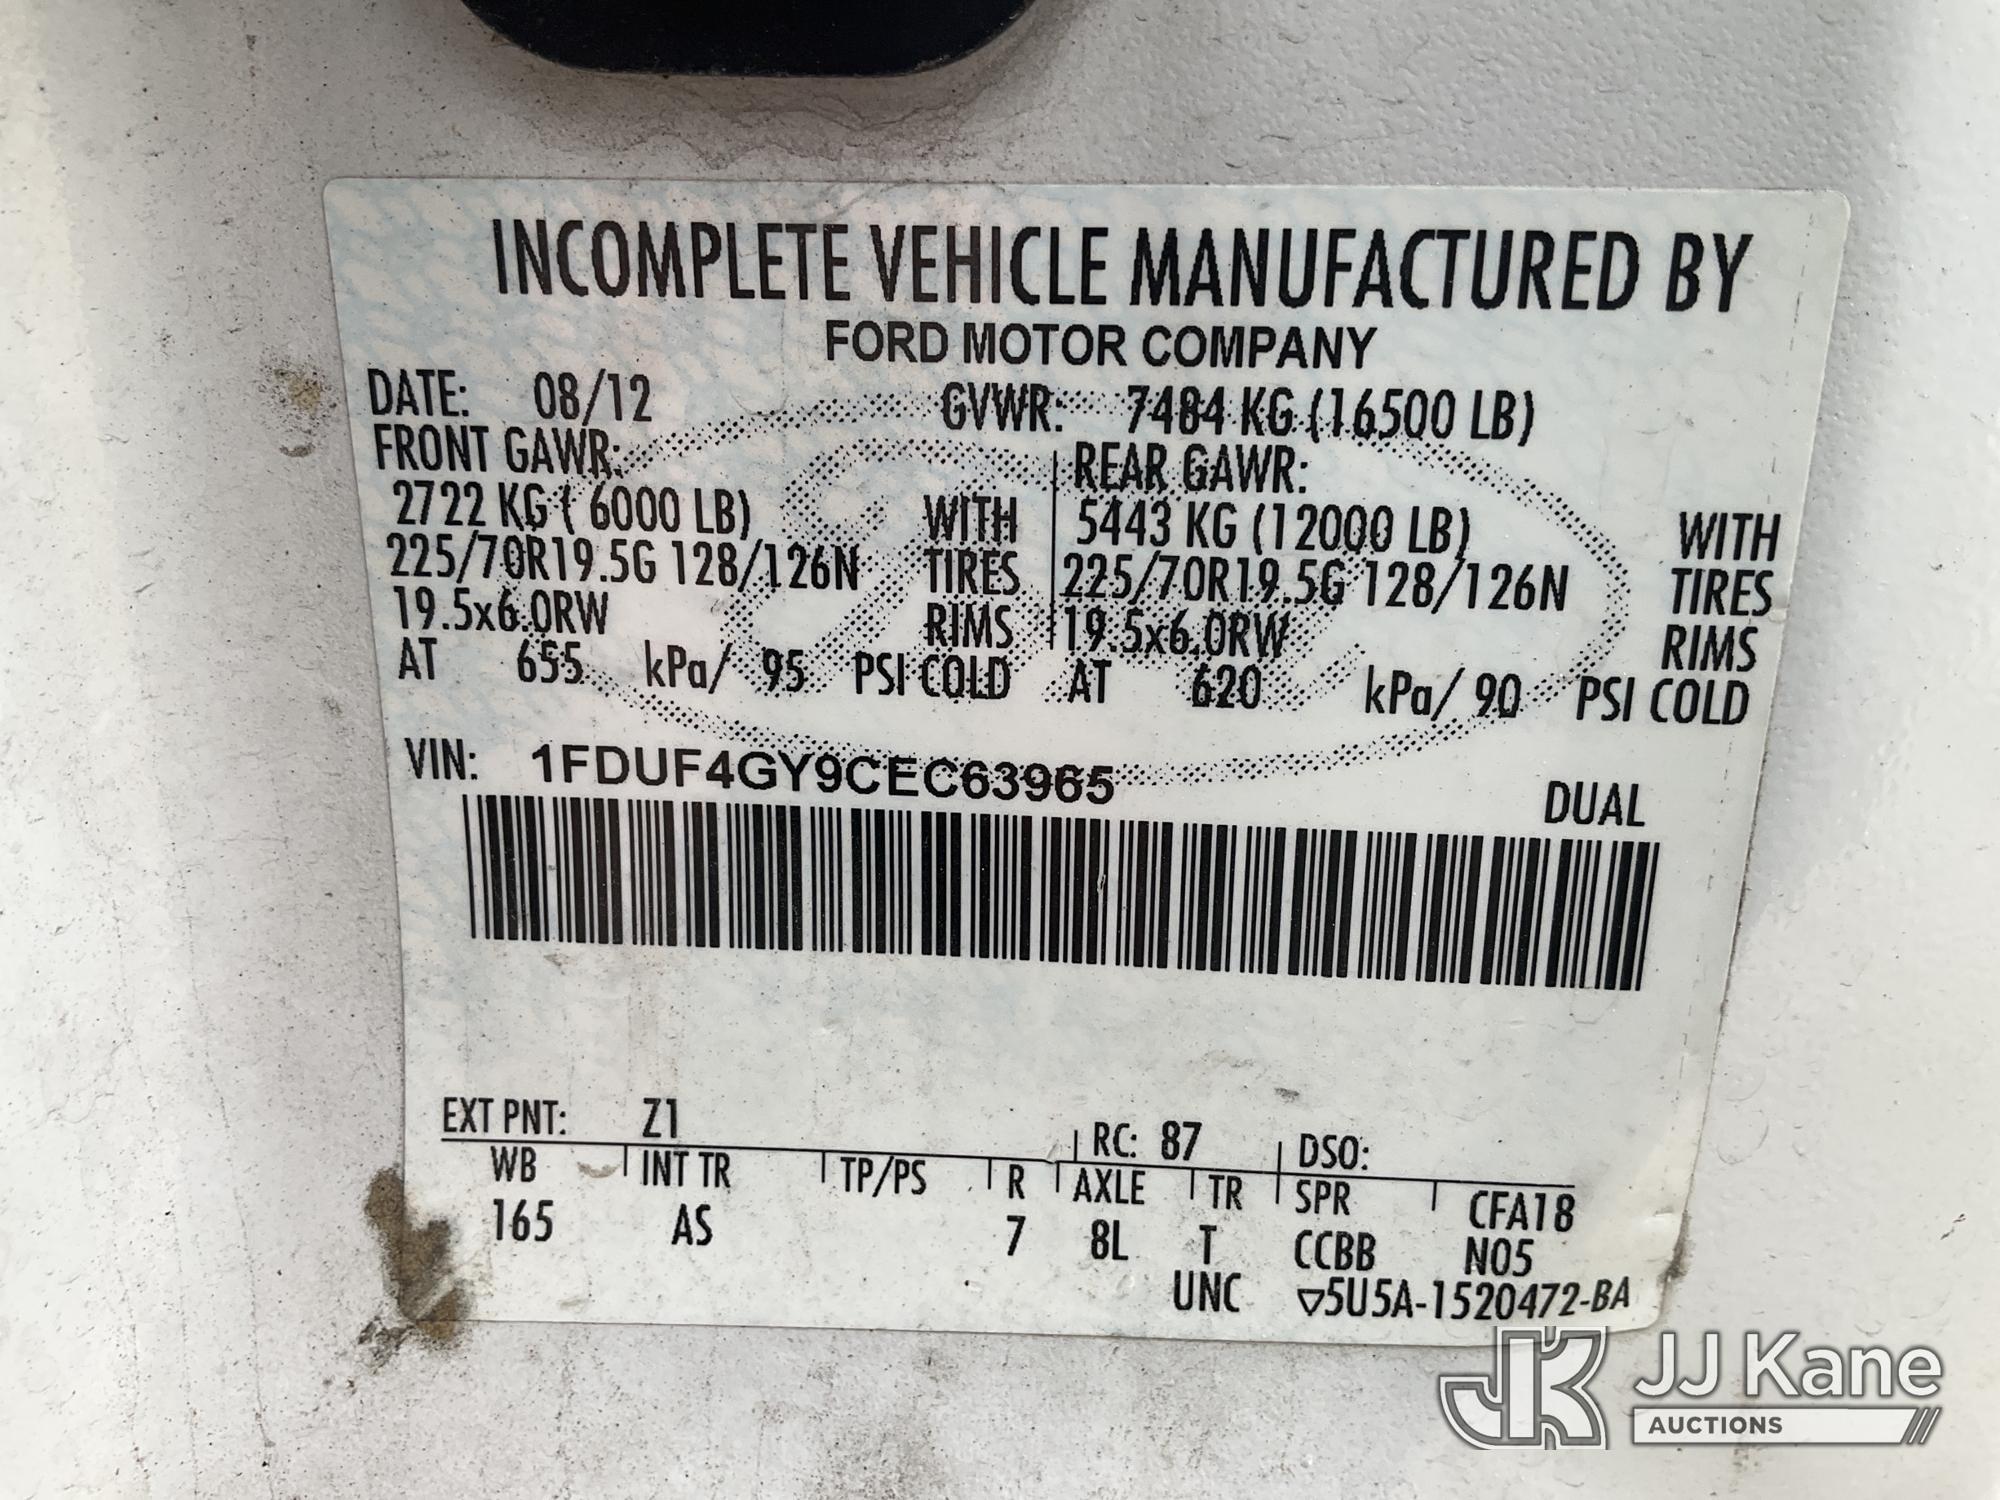 INCOMPLETE VEHICLE MANUFACTURED BY
FORD MOTOR COMPANY
DATE: 08/12 GVWR: 7484 KG (16500 LB)
FRONT GAWR: REAR GAWR:
2722 KG ( 6000 LB) WITH 5443 KG (12000 LB) WITH
225/70R19.5G 128/126N TIRES 225/70R19.5G 128/126N TIRES
19.5x6.0RW RIMS 19.5x6.0RW RIMS
AT 655 kPa/ 95 PSI COLD AT 620 kPa/ 90 PSI COLD
VIN: 1FDUF4GY9CEC63965
DUAL
EXT PNT: Z1 RC: 87 DSO:
WB INT TR TP/PS R AXLE TR SPR CFA18
165 AS 7 8L T CCBB N05
UNC ▽5U5A-1520472-BA
JJ Kane
AUCTIONS